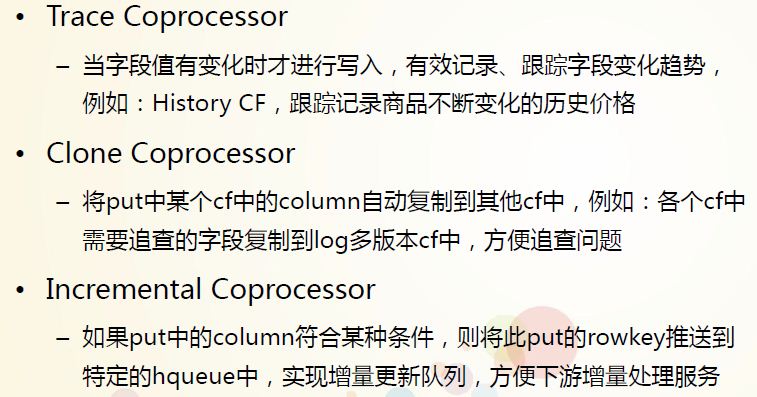 • Trace Coprocessor
– 当字段值有变化时才进行写入，有效记录、跟踪字段变化趋势，
例如：History CF，跟踪记录商品不断变化的历史价格
• Clone Coprocessor
– 将put中某个cf中的column自动复制到其他cf中，例如：各个cf中
需要追查的字段复制到log多版本cf中，方便追查问题
• Incremental Coprocessor
– 如果put中的column符合某种条件，则将此put的rowkey推送到
特定的hqueue中，实现增量更新队列，方便下游增量处理服务